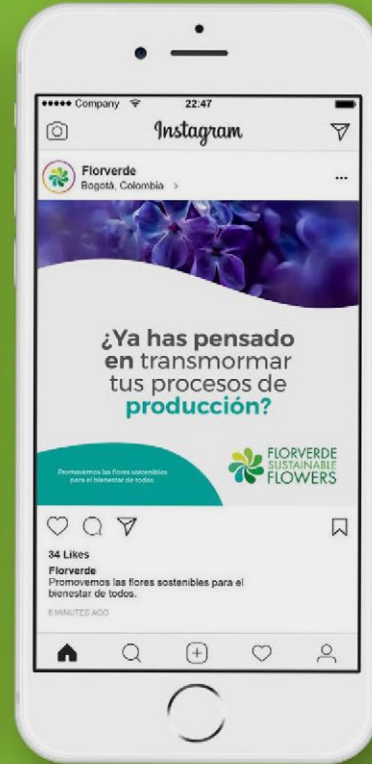 Company 22:47
Instagram
Florverde
Bogotá, Colombia >
¿Ya has pensado
en transmormar
tus procesos de
producción?
Promovemos las flores sostenibles
para el bienestar de todos.
FLORVERDE
SUSTAINABLE
FLOWERS
34 Likes
Florverde
Promovemos las flores sostenibles para el
bienestar de todos.
6 MINUTES AGO